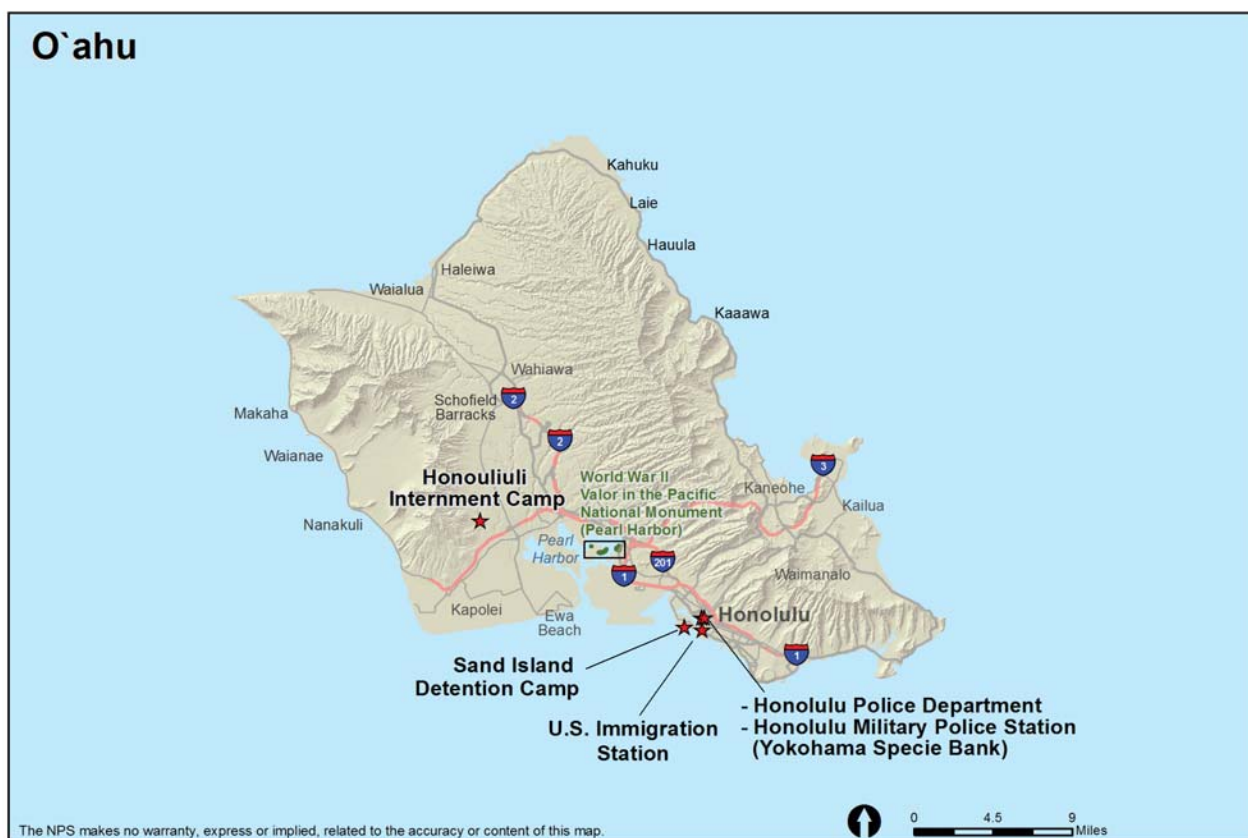 O`ahu
Kahuku
Laie
Hauula
Haleiwa
Waialua
Kaaawa
Wahiawa
2
Schofield
Barracks
Makaha
2
Waianae
3
Honouliuli
Internment Camp
World War II
Valor in the Pacific
National Monument
(Pearl Harbor)
Kaneohe
Kailua
Nanakuli
Pearl
Harbor
201
1
Waimanalo
Kapolei
Ewa
Beach
Honolulu
1
Sand Island
Detention Camp
U.S. Immigration
Station
- Honolulu Police Department
- Honolulu Military Police Station
(Yokohama Specie Bank)
0 4.5 9
Miles
The NPS makes no warranty, express or implied, related to the accuracy or content of this map.